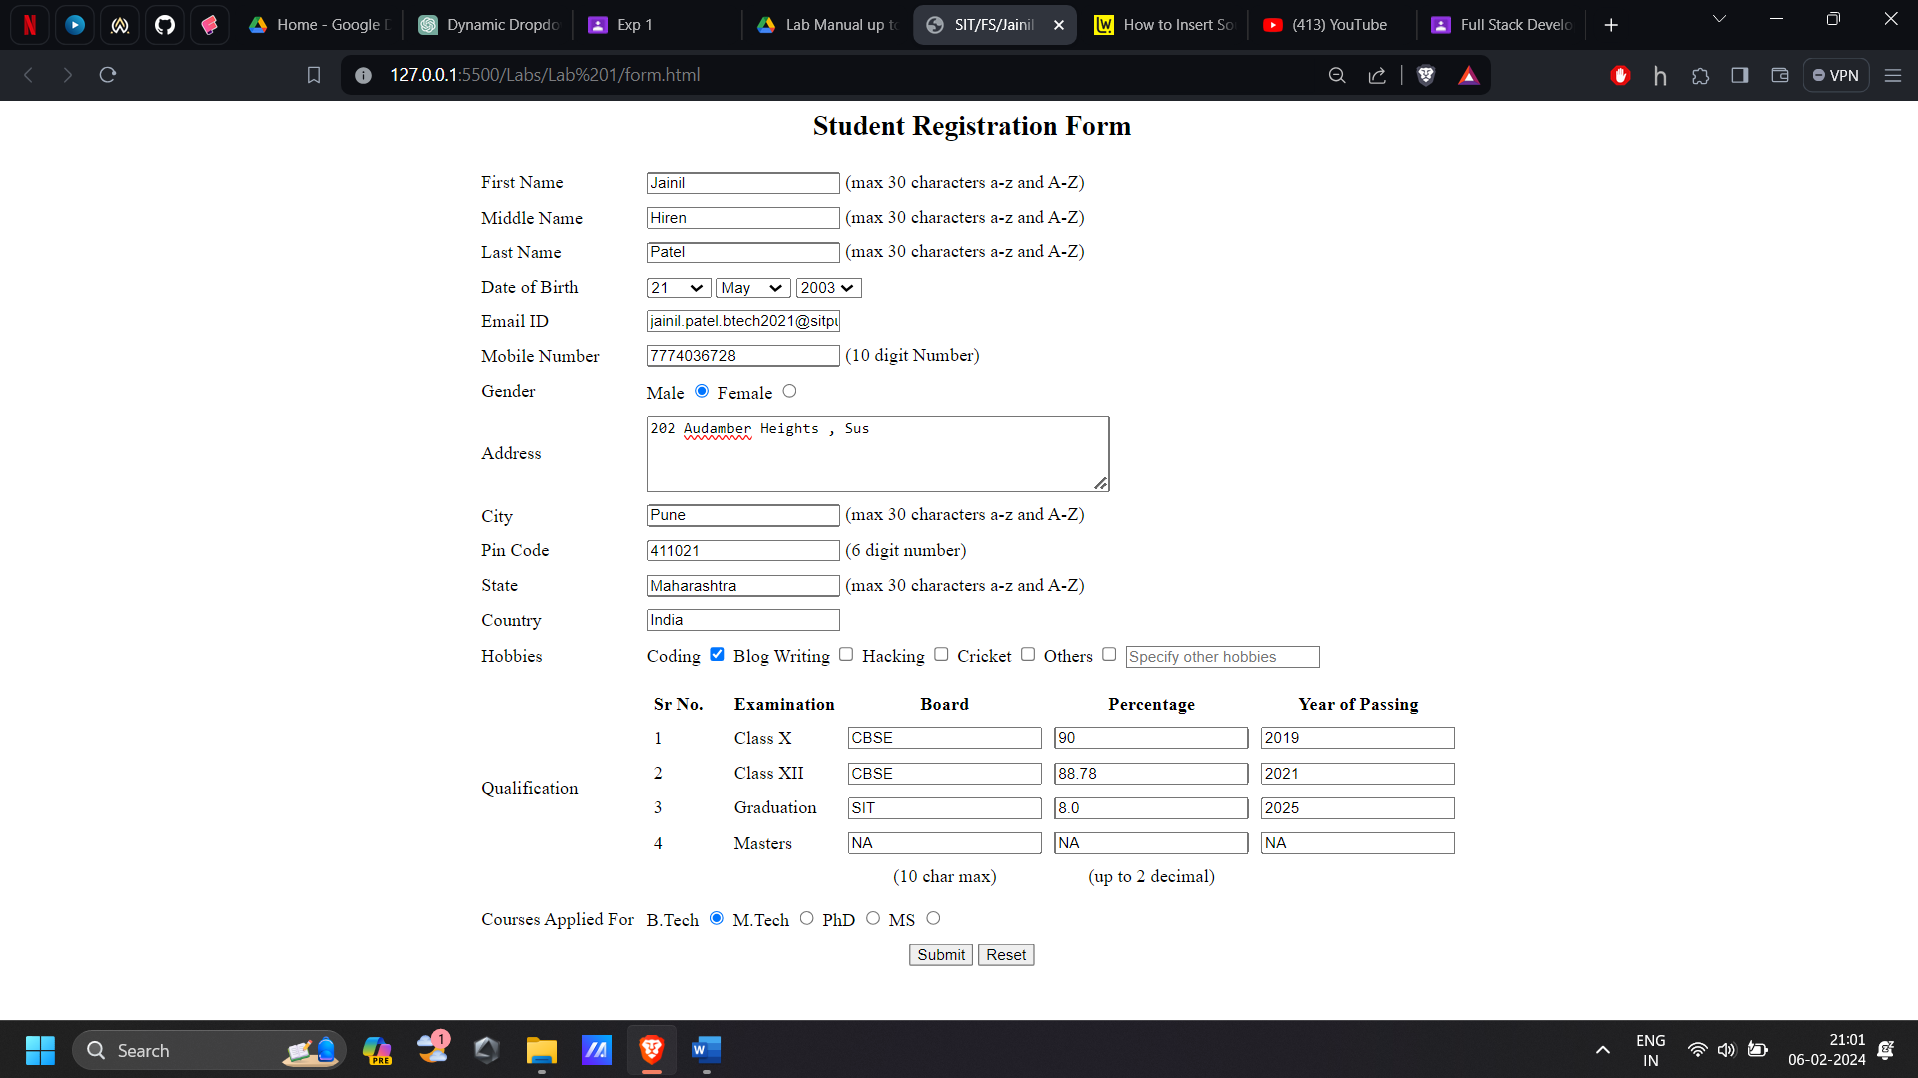 Home - Google D
Dynamic Dropdo
Exp 1
Lab Manual up to
SIT/FS/Jainil
How to Insert So
(413) YouTube
Full Stack Develo
127.0.0.1:5500/Labs/Lab%201/form.html
VPN
Student Registration Form
First Name Jainil (max 30 characters a-z and A-Z)
Middle Name Hiren (max 30 characters a-z and A-Z)
Last Name Patel (max 30 characters a-z and A-Z)
Date of Birth 21 May 2003
Email ID jainil.patel.btech2021@sitpu
Mobile Number 7774036728 (10 digit Number)
Gender Male Female
Address 202 Audamber Heights , Sus
City Pune (max 30 characters a-z and A-Z)
Pin Code 411021 (6 digit number)
State Maharashtra (max 30 characters a-z and A-Z)
Country India
Hobbies Coding Blog Writing Hacking Cricket Others Specify other hobbies
Sr No. Examination Board Percentage Year of Passing
1 Class X CBSE 90 2019
2 Class XII CBSE 88.78 2021
Qualification
3 Graduation SIT 8.0 2025
4 Masters NA NA NA
(10 char max) (up to 2 decimal)
Courses Applied For B.Tech M.Tech PhD MS
Submit Reset
Search
PRE
1
ENG
IN
21:01
06-02-2024